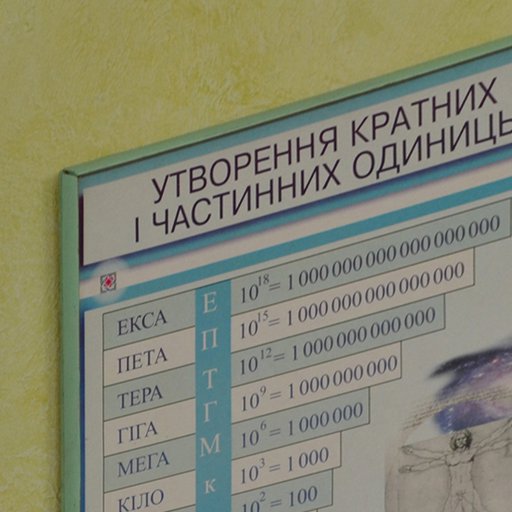 УТВОРЕННЯ КРАТНИХ
І ЧАСТИННИХ ОДИНИЦЬ
ЕКСА Е 10¹⁸= 1 000 000 000 000 000 000
ПЕТА П 10¹⁵= 1 000 000 000 000 000
ТЕРА Т 10¹²= 1 000 000 000 000
ГІГА Г 10⁹= 1 000 000 000
МЕГА М 10⁶= 1 000 000
КІЛО к 10³= 1 000
10²= 100